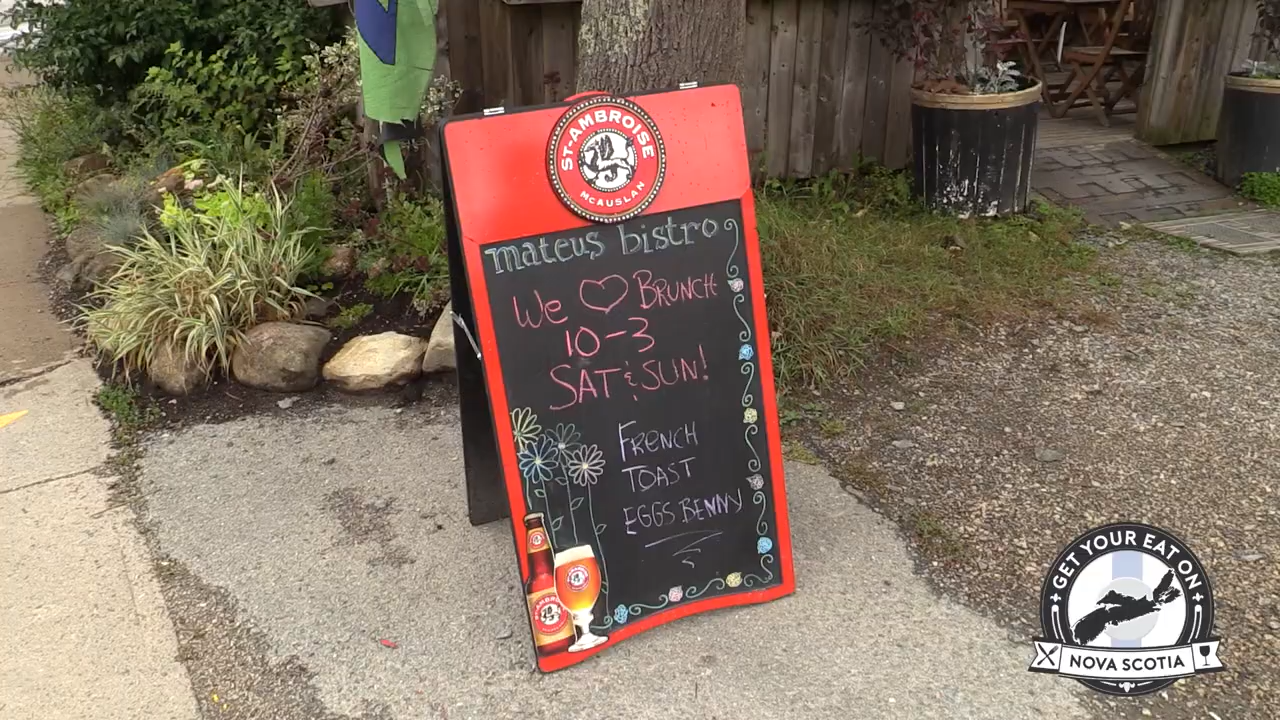 ST-AMBROISE
MCAUSLAN
mateus bistro
We ♡ BRUNCH
10-3
SAT & SUN!
FRENCH
TOAST
EGGS BENNY
GET YOUR EAT ON
NOVA SCOTIA